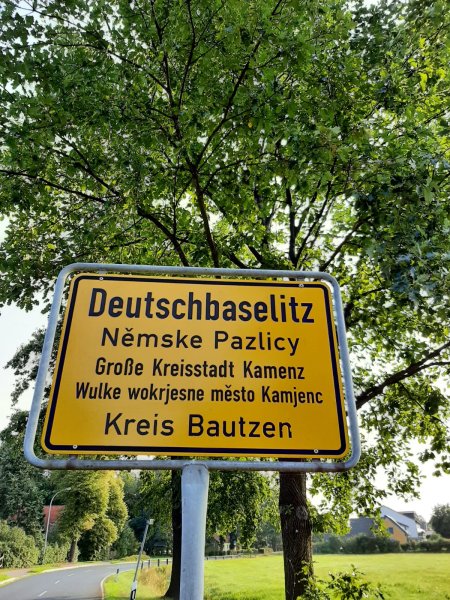 Deutschbaselitz
Němske Pazlicy
Große Kreisstadt Kamenz
Wulke wokrjesne město Kamjenc
Kreis Bautzen